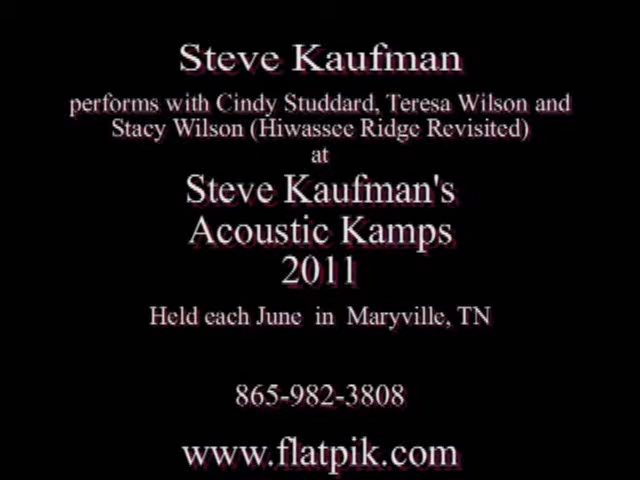 Steve Kaufman
performs with Cindy Studdard, Teresa Wilson and
Stacy Wilson (Hiwassee Ridge Revisited)
at
Steve Kaufman's
Acoustic Kamps
2011
Held each June in Maryville, TN
865-982-3808
www.flatpik.com